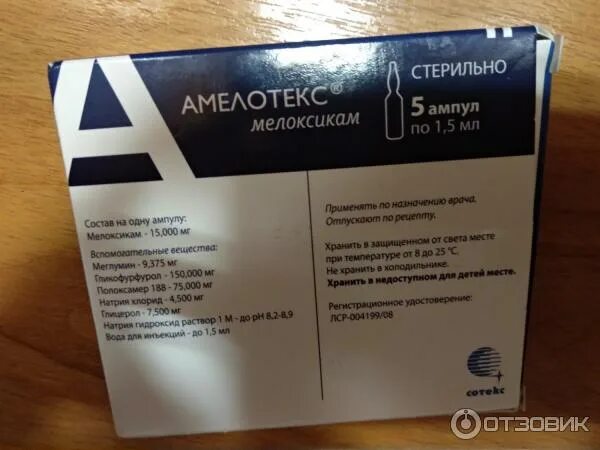 АМЕЛОТЕКС®
мелоксикам
СТЕРИЛЬНО
5 ампул
по 1,5 мл
Состав на одну ампулу:
Мелоксикам - 15,000 мг
Вспомогательные вещества:
Меглумин - 9,375 мг
Гликофурфурол - 150,000 мг
Полоксамер 188 - 75,000 мг
Натрия хлорид - 4,500 мг
Глицерол - 7,500 мг
Натрия гидроксид раствор 1 М - до рН 8,2-8,9
Вода для инъекций - до 1,5 мл
Применять по назначению врача.
Отпускают по рецепту.
Хранить в защищенном от света месте
при температуре от 8 до 25 °С.
Не хранить в холодильнике.
Хранить в недоступном для детей месте.
Регистрационное удостоверение:
ЛСР-004199/08
сотекс
ОТЗОВИК